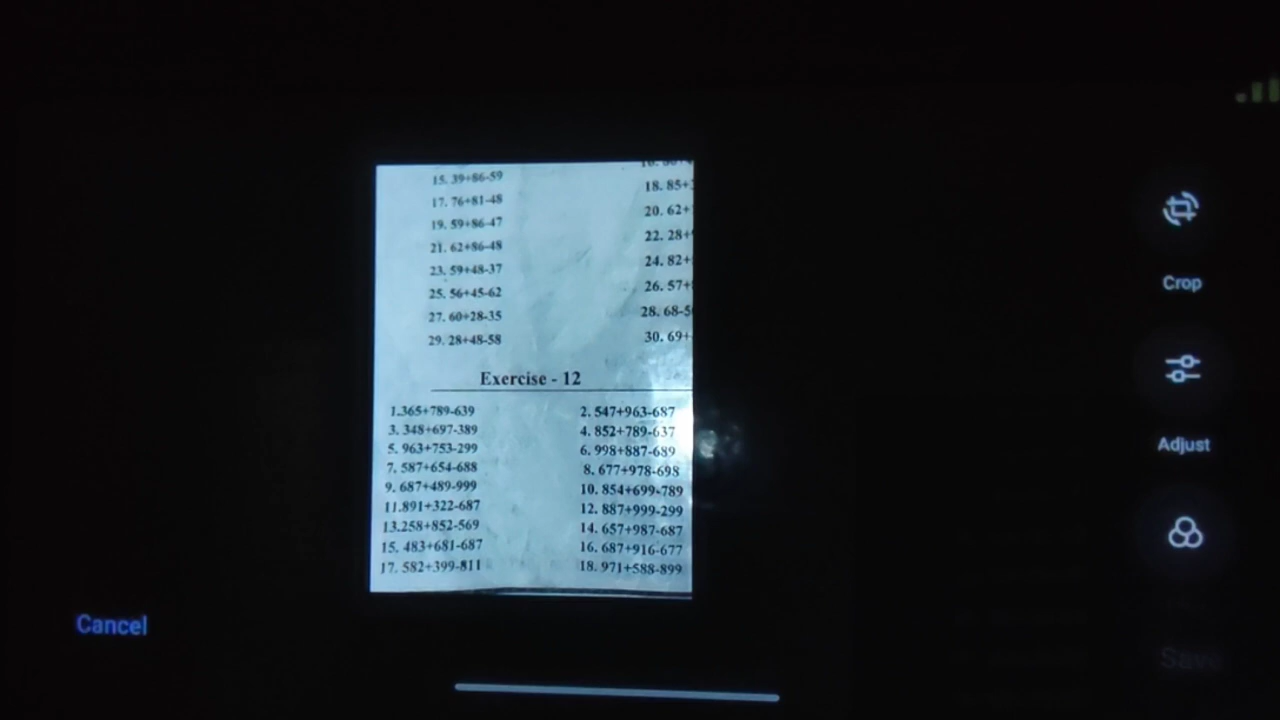 15. 39+86-59
18. 85+
17. 76+81-48
20. 62+
19. 59+86-47
22. 28+
21. 62+86-48
24. 82+
23. 59+48-37
26. 57+
25. 56+45-62
28. 68-5
27. 60+28-35
30. 69+
29. 28+48-58
Exercise - 12
1.365+789-639 2. 547+963-687
3. 348+697-389 4. 852+789-637
5. 963+753-299 6. 998+887-689
7. 587+654-688 8. 677+978-698
9. 687+489-999 10. 854+699-789
11.891+322-687 12. 887+999-299
13.258+852-569 14. 657+987-687
15. 483+681-687 16. 687+916-677
17. 582+399-811 18. 971+588-899
Crop
Adjust
Cancel
Save